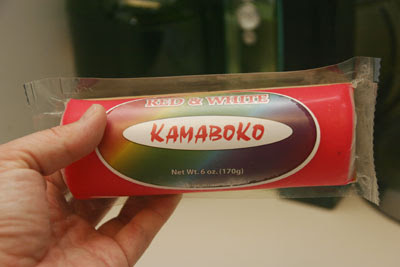 RED & WHITE
KAMABOKO
Net Wt. 6 oz. (170g)